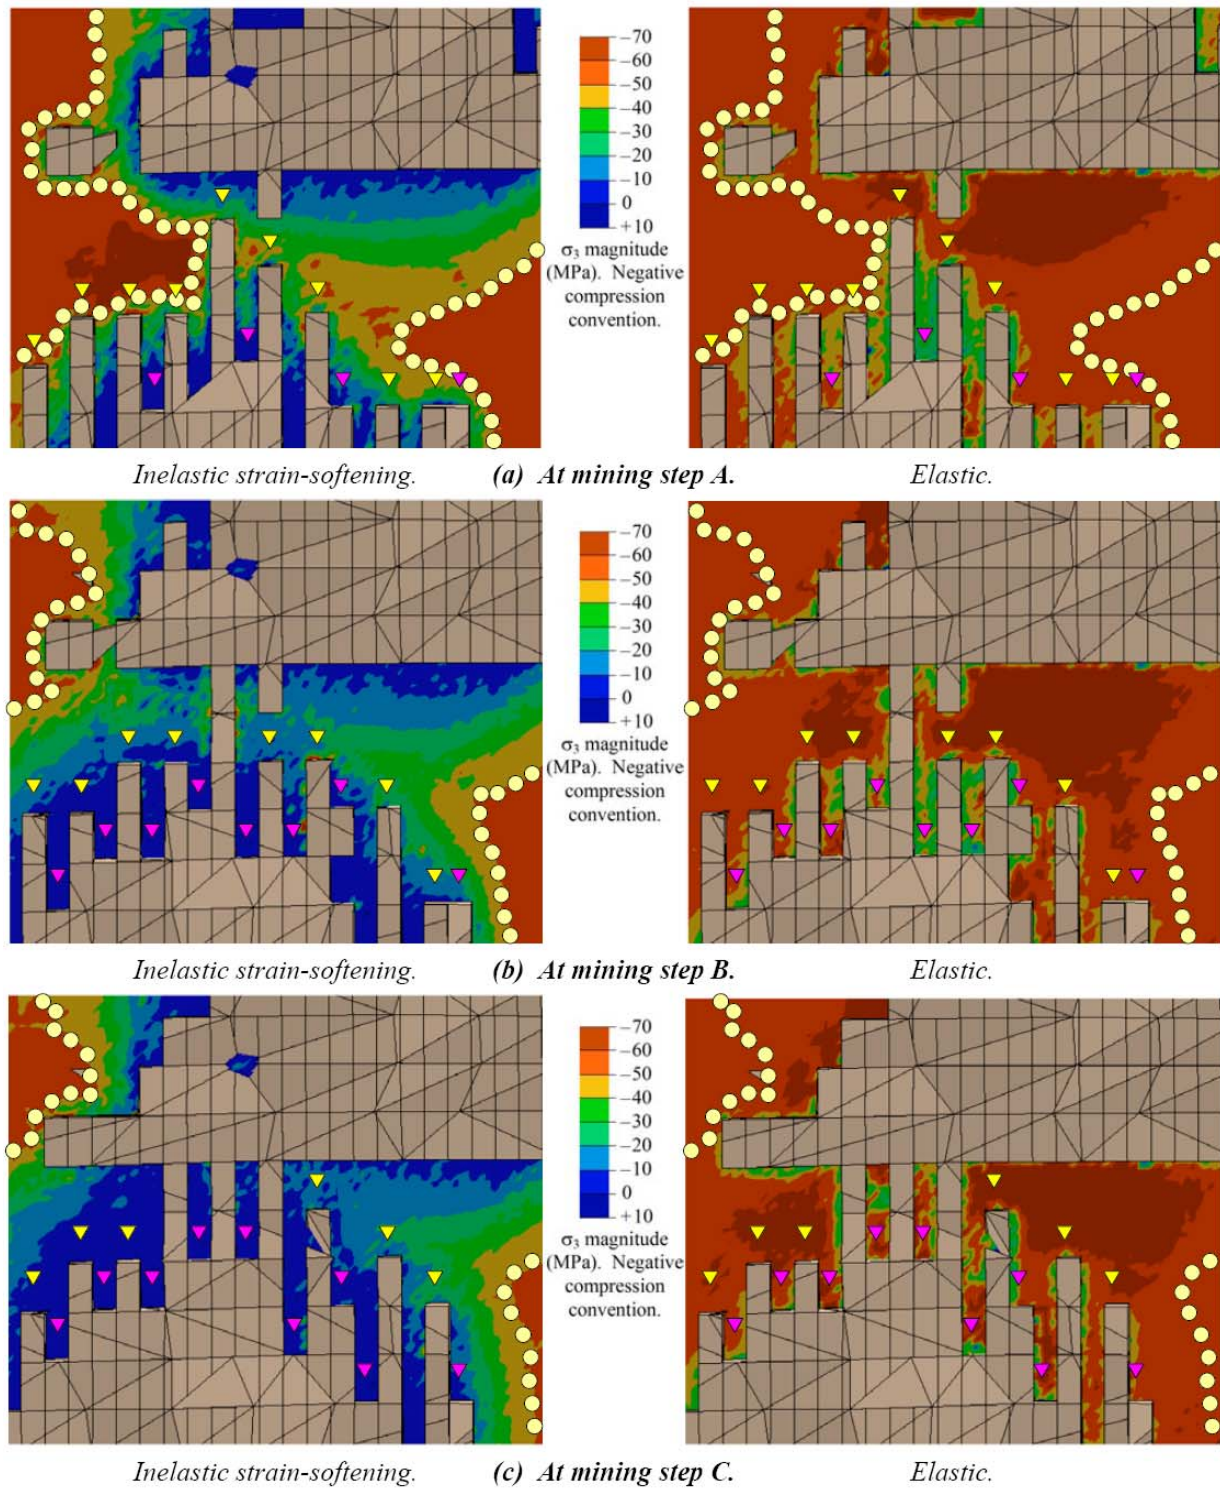 −70
−60
−50
−40
−30
−20
−10
0
+10
σ3 magnitude
(MPa). Negative
compression
convention.
Inelastic strain-softening. (a) At mining step A. Elastic.
−70
−60
−50
−40
−30
−20
−10
0
+10
σ3 magnitude
(MPa). Negative
compression
convention.
Inelastic strain-softening. (b) At mining step B. Elastic.
−70
−60
−50
−40
−30
−20
−10
0
+10
σ3 magnitude
(MPa). Negative
compression
convention.
Inelastic strain-softening. (c) At mining step C. Elastic.